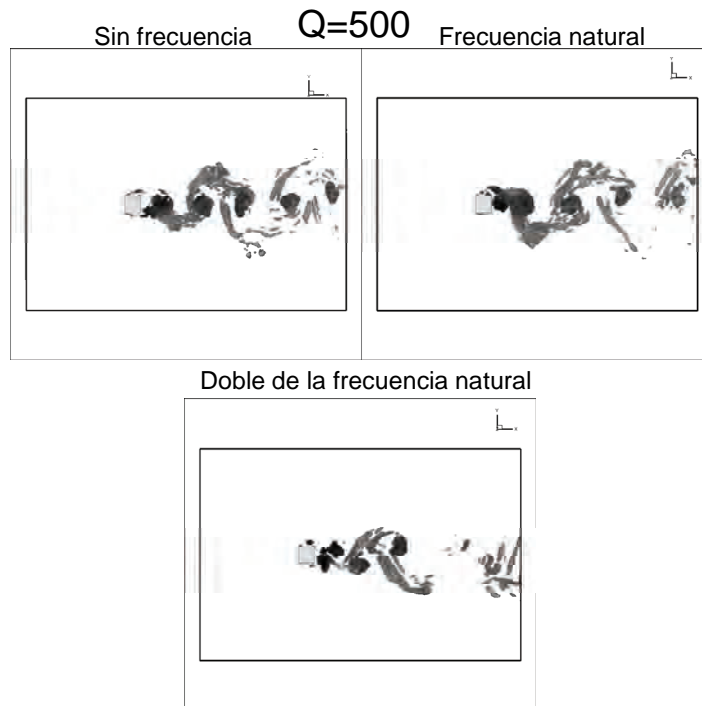 Q=500
Sin frecuencia
Frecuencia natural
Y
X
Y
X
Doble de la frecuencia natural
Y
X